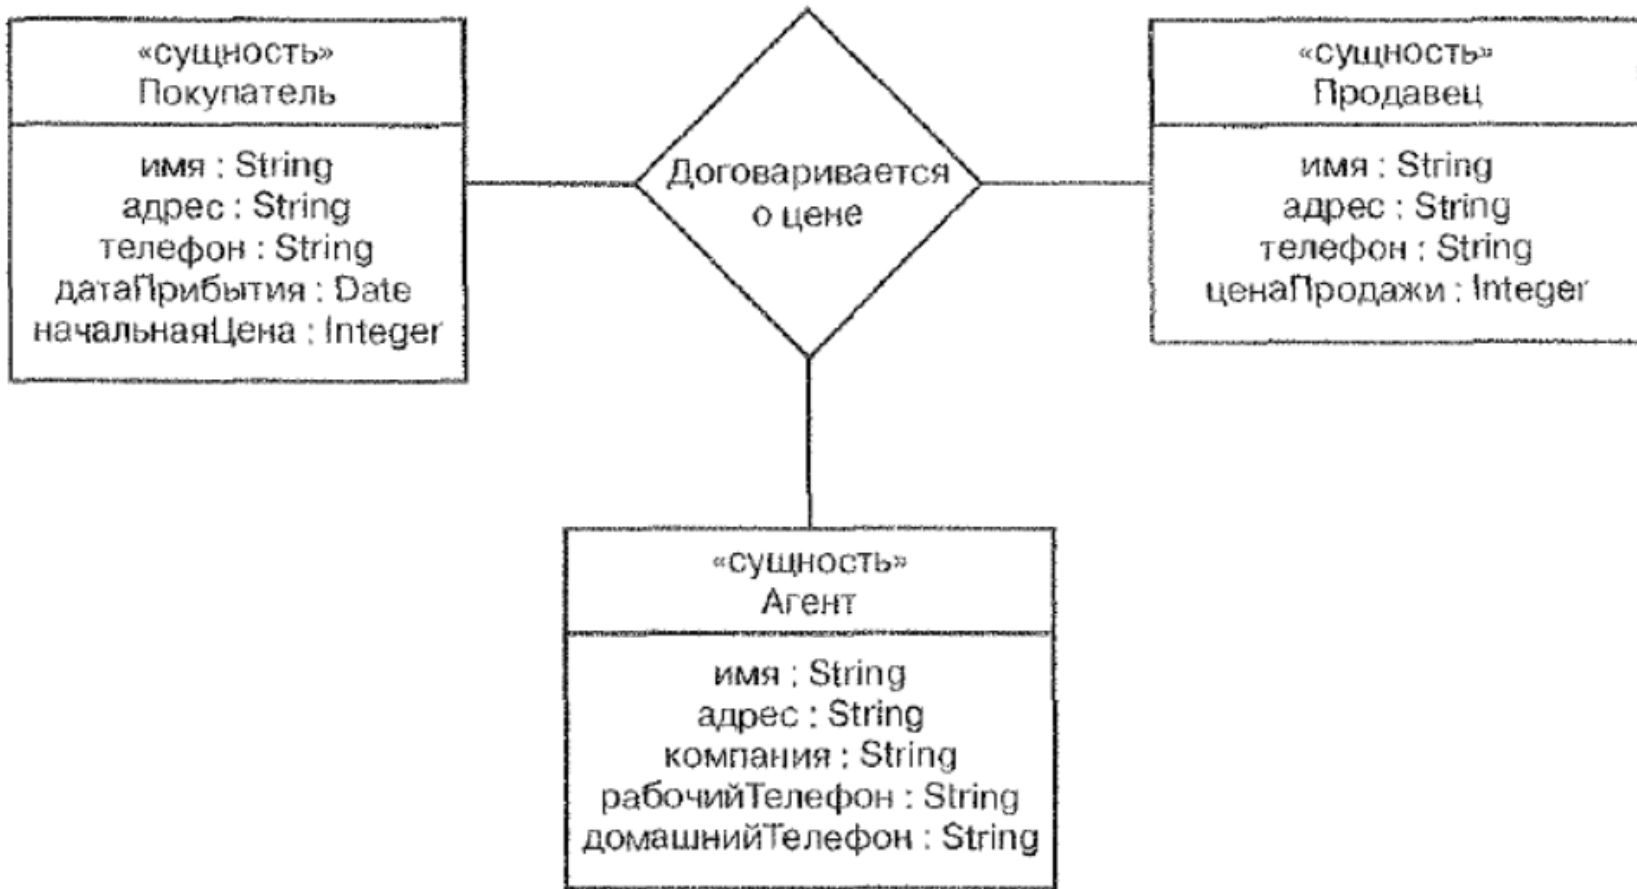 «сущность»
Покупатель
имя : String
адрес : String
телефон : String
датаПрибытия : Date
начальнаяЦена : Integer
Договаривается
о цене
«сущность»
Продавец
имя : String
адрес : String
телефон : String
ценаПродажи : Integer
«сущность»
Агент
имя : String
адрес : String
компания : String
рабочийТелефон : String
домашнийТелефон : String